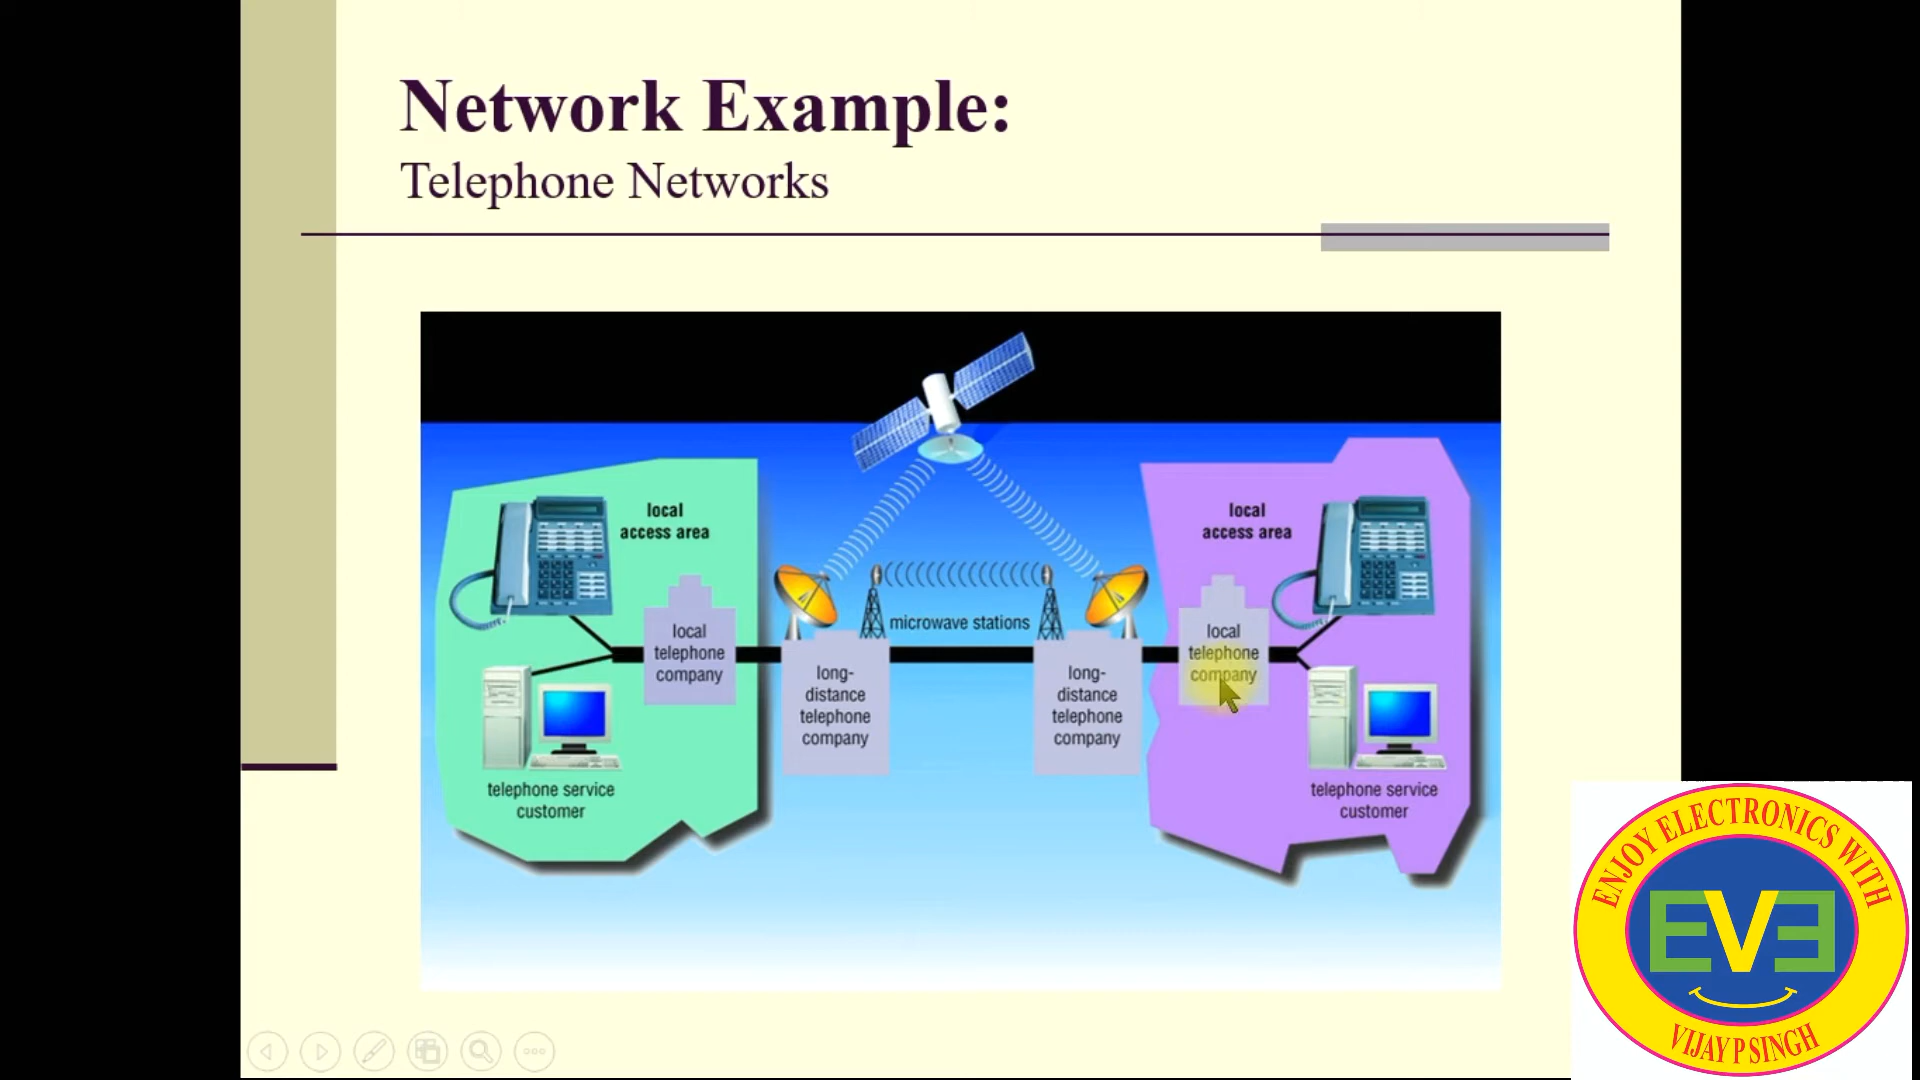 Network Example:
Telephone Networks
local
access area
local
telephone
company
telephone service
customer
long-
distance
telephone
company
microwave stations
long-
distance
telephone
company
local
access area
local
telephone
company
telephone service
customer
ENJOY ELECTRONICS WITH
EVE
VIJAY P SINGH